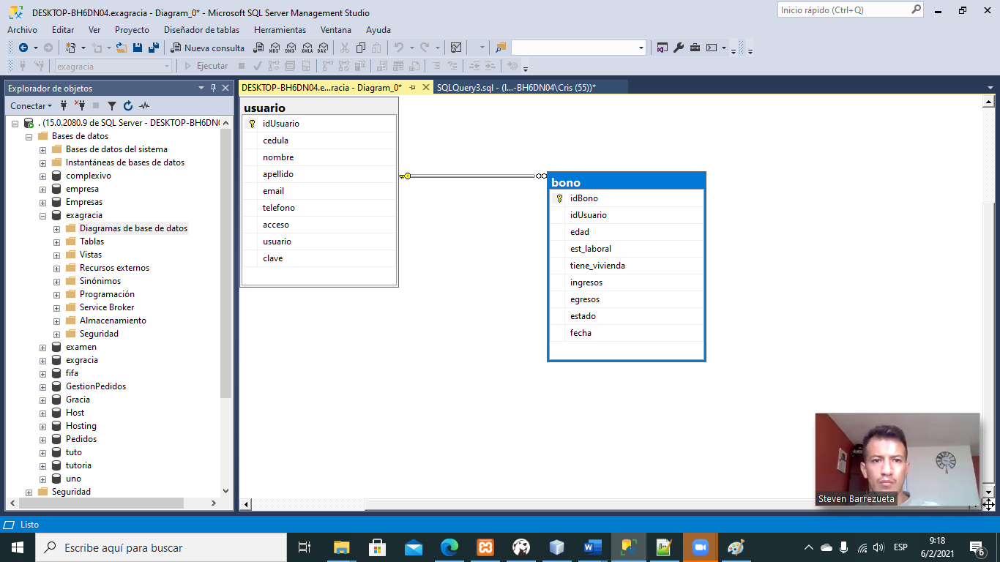 DESKTOP-BH6DN04.exagracia - Diagram_0* - Microsoft SQL Server Management Studio
Inicio rápido (Ctrl+Q)
Archivo Editar Ver Proyecto Diseñador de tablas Herramientas Ventana Ayuda
Nueva consulta
MDX DMX XMLA DAX
exagracia
Ejecutar
Explorador de objetos
DESKTOP-BH6DN04.e...racia - Diagram_0*
SQLQuery3.sql - (l...-BH6DN04\Cris (55))*
Conectar
. (15.0.2080.9 de SQL Server - DESKTOP-BH6DN0
Bases de datos
Bases de datos del sistema
Instantáneas de bases de datos
complexivo
empresa
Empresas
exagracia
Diagramas de base de datos
Tablas
Vistas
Recursos externos
Sinónimos
Programación
Service Broker
Almacenamiento
Seguridad
examen
exgracia
fifa
GestionPedidos
Gracia
Host
Hosting
Pedidos
tuto
tutoria
uno
Seguridad
usuario
idUsuario
cedula
nombre
apellido
email
telefono
acceso
usuario
clave
bono
idBono
idUsuario
edad
est_laboral
tiene_vivienda
ingresos
egresos
estado
fecha
Steven Barrezueta
Listo
Escribe aquí para buscar
ESP
9:18
6/2/2021
6